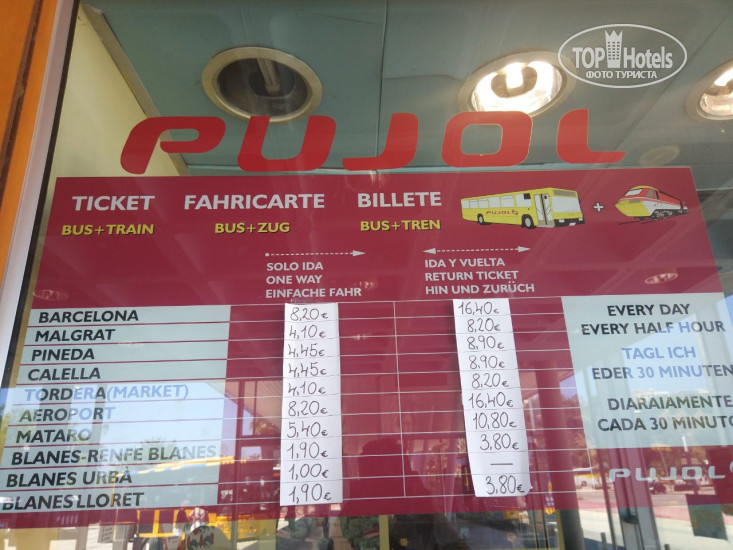 TOP Hotels
ФОТО ТУРИСТА
PUJOL
TICKET FAHRICARTE BILLETE
BUS+TRAIN BUS+ZUG BUS+TREN
PUJOL
+
SOLO IDA
ONE WAY
EINFACHE FAHR
IDA Y VUELTA
RETURN TICKET
HIN UND ZURÜCH
BARCELONA 8,20€ 16,40€
MALGRAT 4,10€ 8,20€
PINEDA 4,45€ 8,90€
CALELLA 4,45€ 8,90€
TORDERA (MARKET) 4,10€ 8,20€
AEROPORT 8,20€ 16,40€
MATARO 5,40€ 10,80€
BLANES-RENFE BLANES 1,90€ 3,80€
BLANES URBÀ 1,00€ —
BLANES LLORET 1,90€ 3,80€
EVERY DAY
EVERY HALF HOUR
TAGLICH
EDER 30 MINUTEN
DIARAIAMENTE
CADA 30 MINUTO
PUJOL